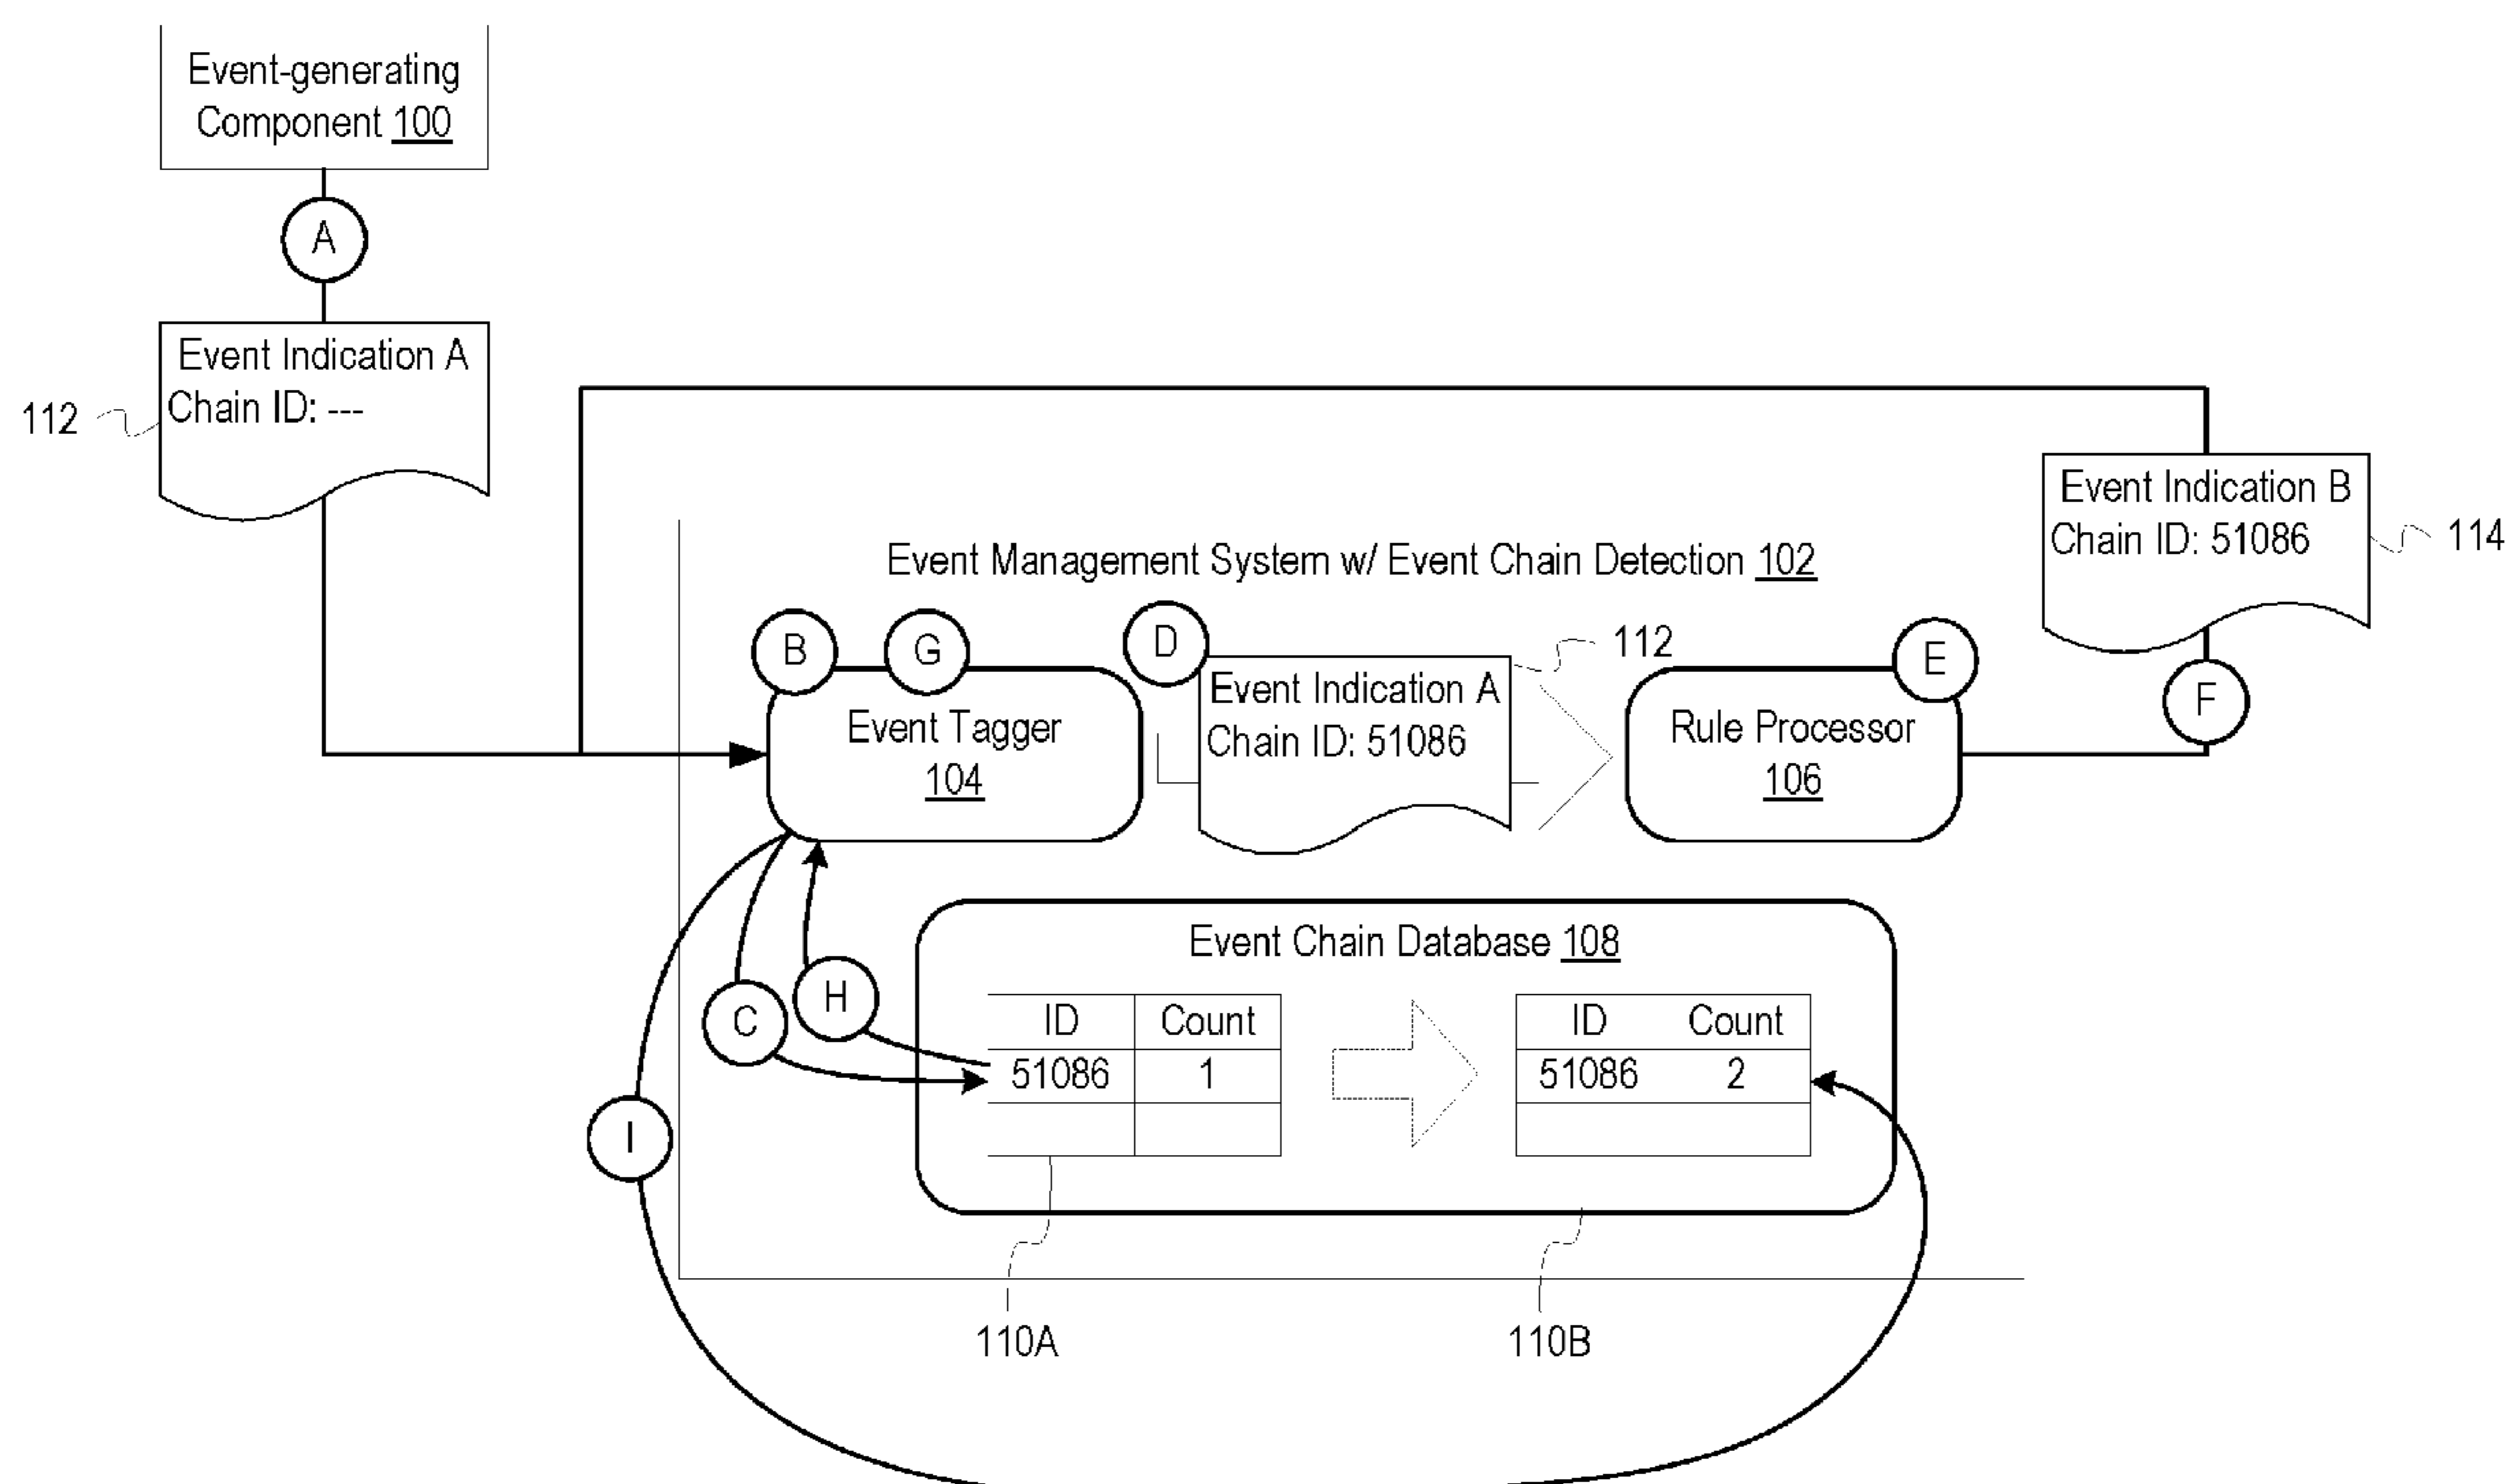 Event-generating
Component 100
A
Event Indication A
Chain ID: ---
112
Event Indication B
Chain ID: 51086
114
Event Management System w/ Event Chain Detection 102
B
G
D
112
E
F
Event Indication A
Chain ID: 51086
Event Tagger
104
Rule Processor
106
Event Chain Database 108
C
H
I
ID Count
51086 1
ID Count
51086 2
110A
110B